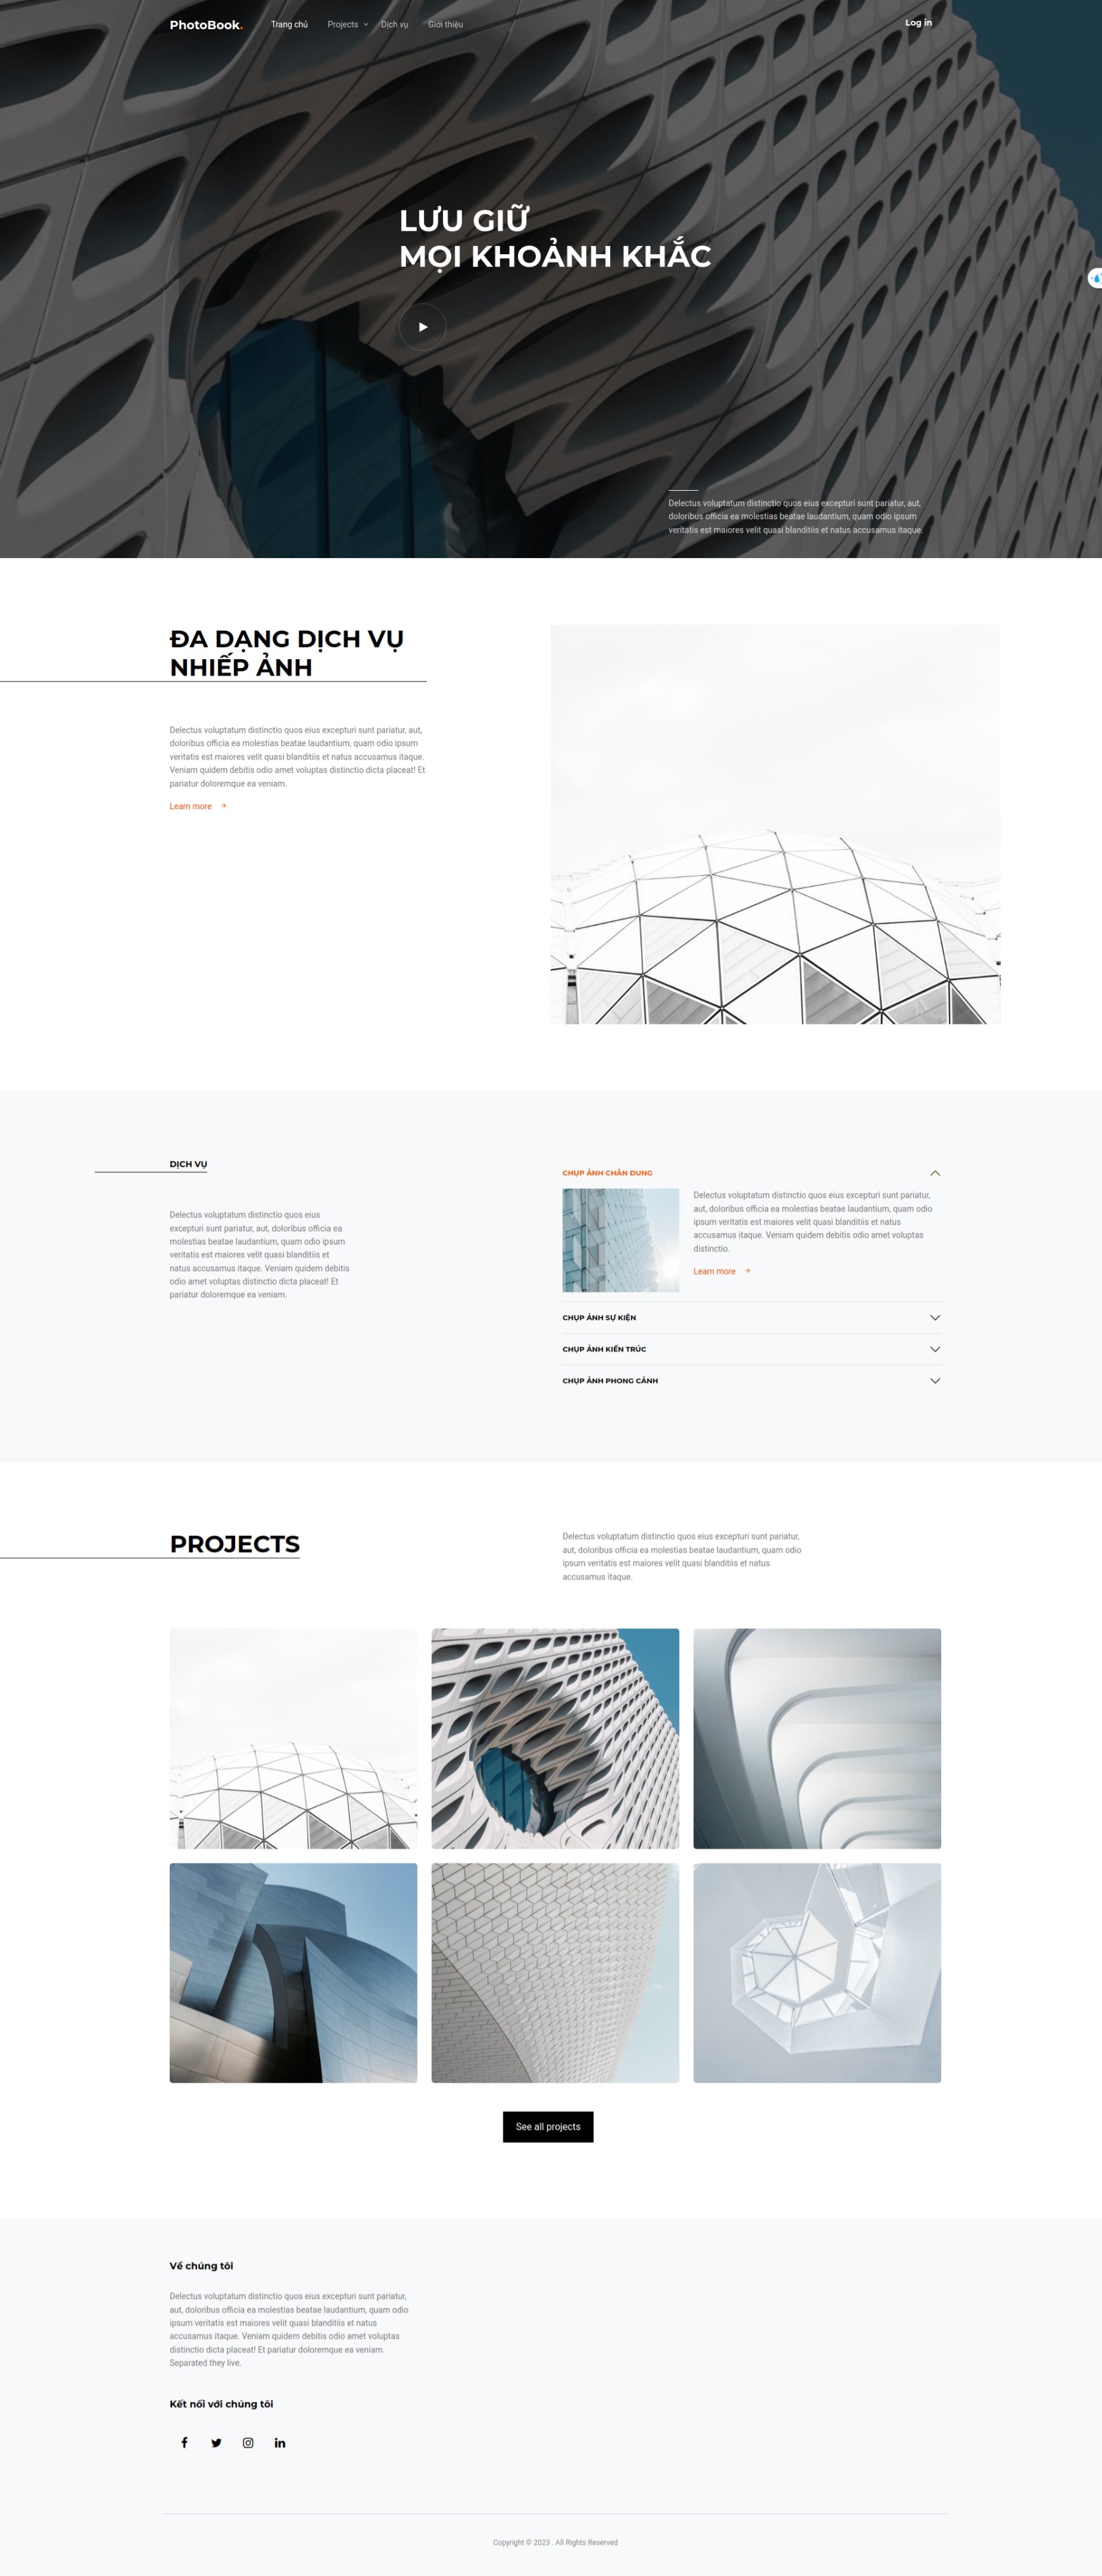 PhotoBook.
Trang chủ
Projects
Dịch vụ
Giới thiệu
Log in
LƯU GIỮ
MỌI KHOẢNH KHẮC
Delectus voluptatum distinctio quos eius excepturi sunt pariatur, aut,
doloribus officia ea molestias beatae laudantium, quam odio ipsum
veritatis est maiores velit quasi blanditiis et natus accusamus itaque.
ĐA DẠNG DỊCH VỤ
NHIẾP ẢNH
Delectus voluptatum distinctio quos eius excepturi sunt pariatur, aut,
doloribus officia ea molestias beatae laudantium, quam odio ipsum
veritatis est maiores velit quasi blanditiis et natus accusamus itaque.
Veniam quidem debitis odio amet voluptas distinctio dicta placeat! Et
pariatur doloremque ea veniam.
Learn more
DỊCH VỤ
Delectus voluptatum distinctio quos eius
excepturi sunt pariatur, aut, doloribus officia ea
molestias beatae laudantium, quam odio ipsum
veritatis est maiores velit quasi blanditiis et
natus accusamus itaque. Veniam quidem debitis
odio amet voluptas distinctio dicta placeat! Et
pariatur doloremque ea veniam.
CHỤP ẢNH CHÂN DUNG
Delectus voluptatum distinctio quos eius excepturi sunt pariatur,
aut, doloribus officia ea molestias beatae laudantium, quam odio
ipsum veritatis est maiores velit quasi blanditiis et natus
accusamus itaque. Veniam quidem debitis odio amet voluptas
distinctio.
Learn more
CHỤP ẢNH SỰ KIỆN
CHỤP ẢNH KIẾN TRÚC
CHỤP ẢNH PHONG CẢNH
PROJECTS
Delectus voluptatum distinctio quos eius excepturi sunt pariatur,
aut, doloribus officia ea molestias beatae laudantium, quam odio
ipsum veritatis est maiores velit quasi blanditiis et natus
accusamus itaque.
See all projects
Về chúng tôi
Delectus voluptatum distinctio quos eius excepturi sunt pariatur,
aut, doloribus officia ea molestias beatae laudantium, quam odio
ipsum veritatis est maiores velit quasi blanditiis et natus
accusamus itaque. Veniam quidem debitis odio amet voluptas
distinctio dicta placeat! Et pariatur doloremque ea veniam.
Separated they live.
Kết nối với chúng tôi
Copyright © 2023 . All Rights Reserved